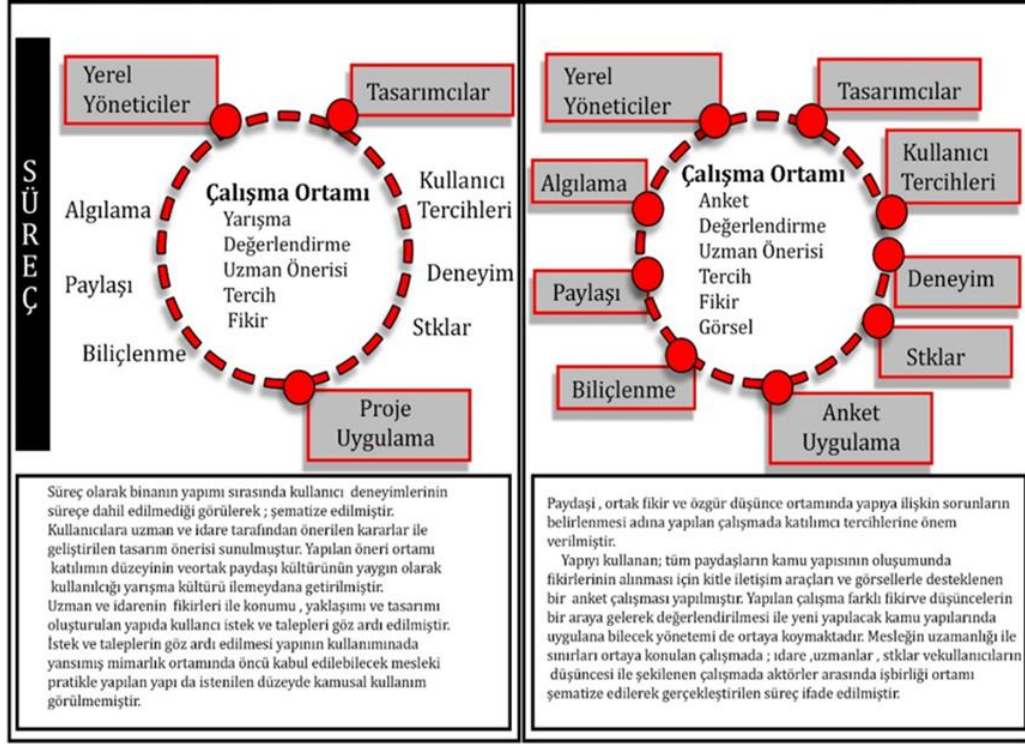 SÜREÇ
Yerel
Yöneticiler
Tasarımcılar
Algılama
Paylaşı
Biliçlenme
Çalışma Ortamı
Yarışma
Değerlendirme
Uzman Önerisi
Tercih
Fikir
Kullanıcı
Tercihleri
Deneyim
Stklar
Proje
Uygulama
Süreç olarak binanın yapımı sırasında kullanıcı deneyimlerinin
süreçe dahil edilmediği görülerek ; şematize edilmiştir.
Kullanıcılara uzman ve idare tarafından önerilen kararlar ile
geliştirilen tasarım önerisi sunulmuştur. Yapılan öneri ortamı
katılımın düzeyinin veortak paydaşı kültürünün yaygın olarak
kullanılcığı yarışma kültürü ilemeydana getirilmiştir.
Uzman ve idarenin fikirleri ile konumu , yaklaşımı ve tasarımı
oluşturulan yapıda kullancı istek ve talepleri göz ardı edilmiştir.
İstek ve taleplerin göz ardı edilmesi yapının kullanımınada
yansımış mimarlık ortamında öncü kabul edilebilecek mesleki
pratikle yapılan yapı da istenilen düzeyde kamusal kullanım
görülmemiştir.
Yerel
Yöneticiler
Tasarımcılar
Algılama
Paylaşı
Biliçlenme
Çalışma Ortamı
Anket
Değerlendirme
Uzman Önerisi
Tercih
Fikir
Görsel
Kullanıcı
Tercihleri
Deneyim
Stklar
Anket
Uygulama
Paydaşi , ortak fikir ve özgür düşünce ortamında yapıya ilişkin sorunların
belirlenmesi adına yapılan çalışmada katılımcı tercihlerine önem
verilmiştir.
Yapıyı kullanan; tüm paydaşların kamu yapısının oluşumunda
fikirlerinin alınması için kitle iletişim araçları ve görsellerle desteklenen
bir anket çalışması yapılmıştır. Yapılan çalışma farklı fikirve düşüncelerin
bir araya gelerek değerlendirilmesi ile yeni yapılacak kamu yapılarında
uygulana bilecek yönetemi de ortaya koymaktadır. Mesleğin uzmanlığı ile
sınırları ortaya konulan çalışmada ; idare ,uzmanlar , stklar vekullanıcıların
düşüncesi ile şekilenen çalışmada aktörler arasında işbirliği ortamı
şematize edilerek gerçekleştirilen süreç ifade edilmiştir.